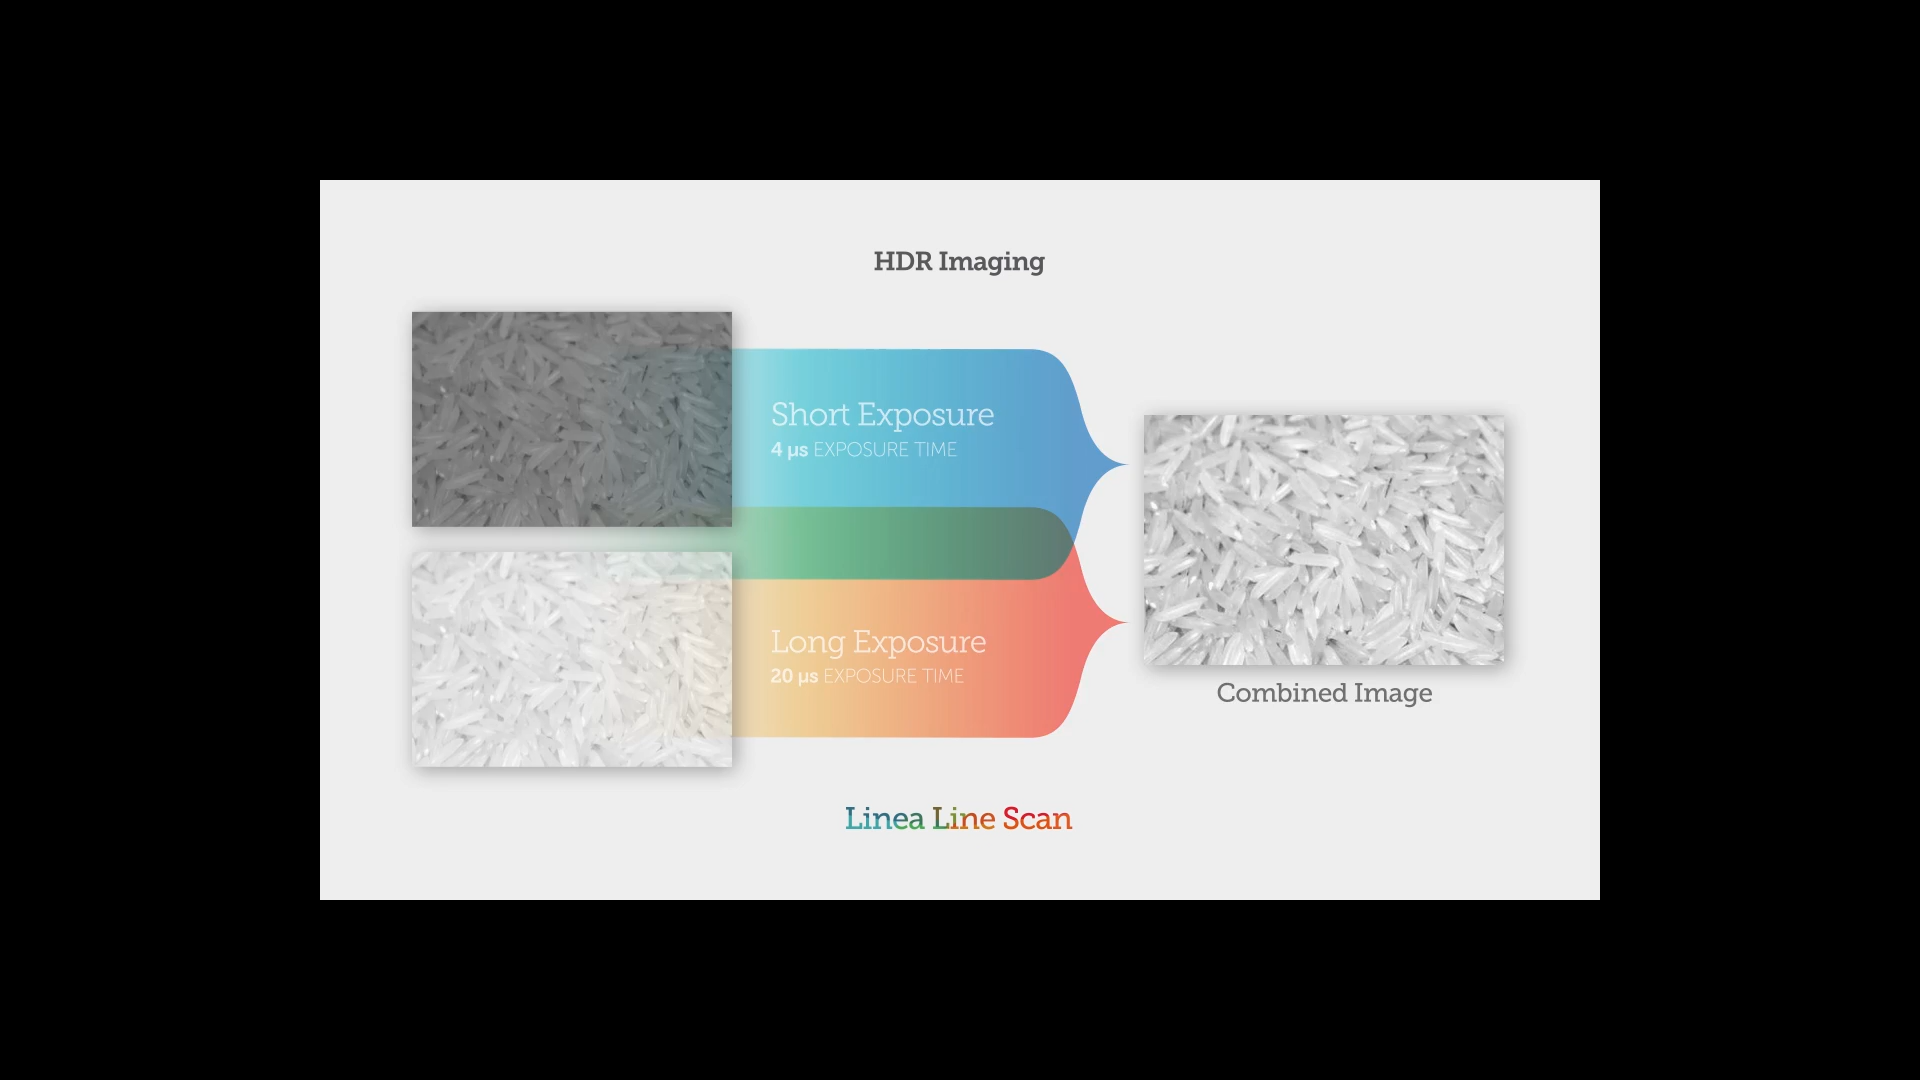 HDR Imaging
Short Exposure
4 µs EXPOSURE TIME
Long Exposure
20 µs EXPOSURE TIME
Combined Image
Linea Line Scan